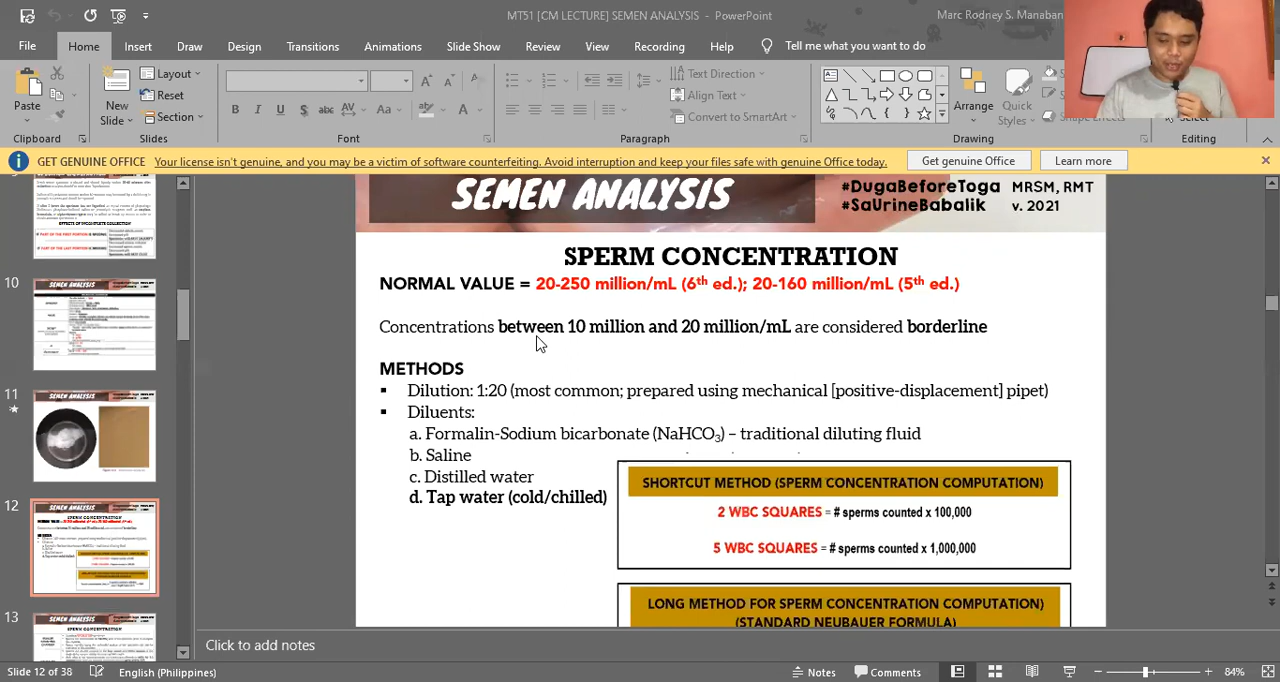 MT51 [CM LECTURE] SEMEN ANALYSIS - PowerPoint
Marc Rodney S. Manaban
File Home Insert Draw Design Transitions Animations Slide Show Review View Recording Help Tell me what you want to do
Paste
New
Slide
Layout
Reset
Section
Text Direction
Align Text
Convert to SmartArt
Arrange
Quick
Styles
Select
Clipboard Slides Font Paragraph Drawing Editing
GET GENUINE OFFICE Your license isn't genuine, and you may be a victim of software counterfeiting. Avoid interruption and keep your files safe with genuine Office today. Get genuine Office Learn more
10
11
12
13
SEMEN ANALYSIS
#DugaBeforeToga MRSM, RMT
#SaUrineBabalik v. 2021
SPERM CONCENTRATION
NORMAL VALUE = 20-250 million/mL (6th ed.); 20-160 million/mL (5th ed.)
Concentrations between 10 million and 20 million/mL are considered borderline
METHODS
▪ Dilution: 1:20 (most common; prepared using mechanical [positive-displacement] pipet)
▪ Diluents:
a. Formalin-Sodium bicarbonate (NaHCO3) – traditional diluting fluid
b. Saline
c. Distilled water
d. Tap water (cold/chilled)
SHORTCUT METHOD (SPERM CONCENTRATION COMPUTATION)
2 WBC SQUARES = # sperms counted x 100,000
5 WBC SQUARES = # sperms counted x 1,000,000
LONG METHOD FOR SPERM CONCENTRATION COMPUTATION)
(STANDARD NEUBAUER FORMULA)
Click to add notes
Slide 12 of 38 English (Philippines) Notes Comments 84%